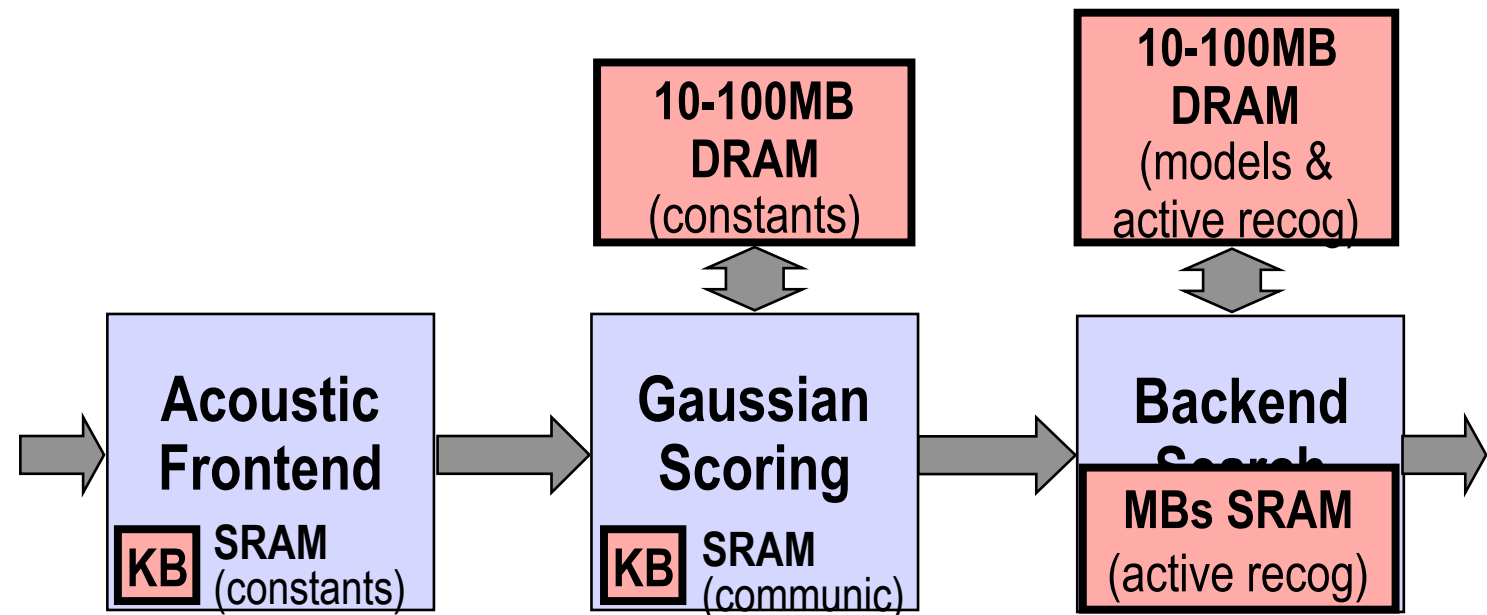 10-100MB
DRAM
(constants)
10-100MB
DRAM
(models &
active recog)
Acoustic
Frontend
KB
SRAM
(constants)
Gaussian
Scoring
KB
SRAM
(communic)
Backend
Search
MBs SRAM
(active recog)